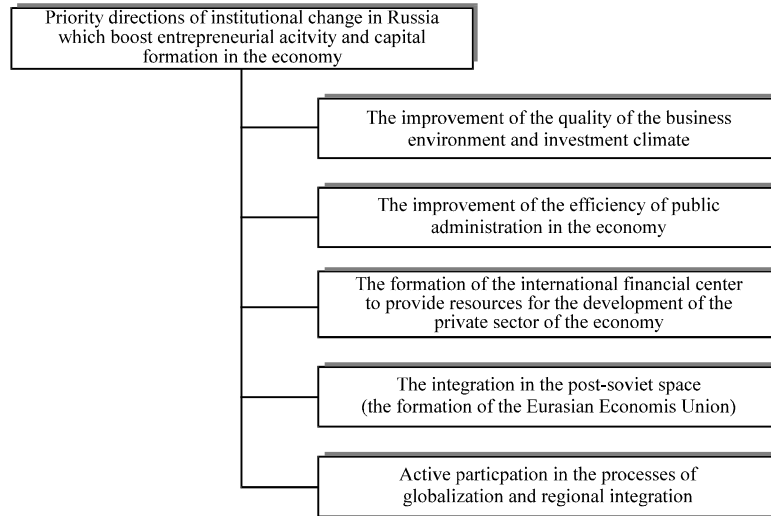 Priority directions of institutional change in Russia
which boost entrepreneurial acitvity and capital
formation in the economy
The improvement of the quality of the business
environment and investment climate
The improvement of the efficiency of public
administration in the economy
The formation of the international financial center
to provide resources for the development of the
private sector of the economy
The integration in the post-soviet space
(the formation of the Eurasian Economis Union)
Active particpation in the processes of
globalization and regional integration